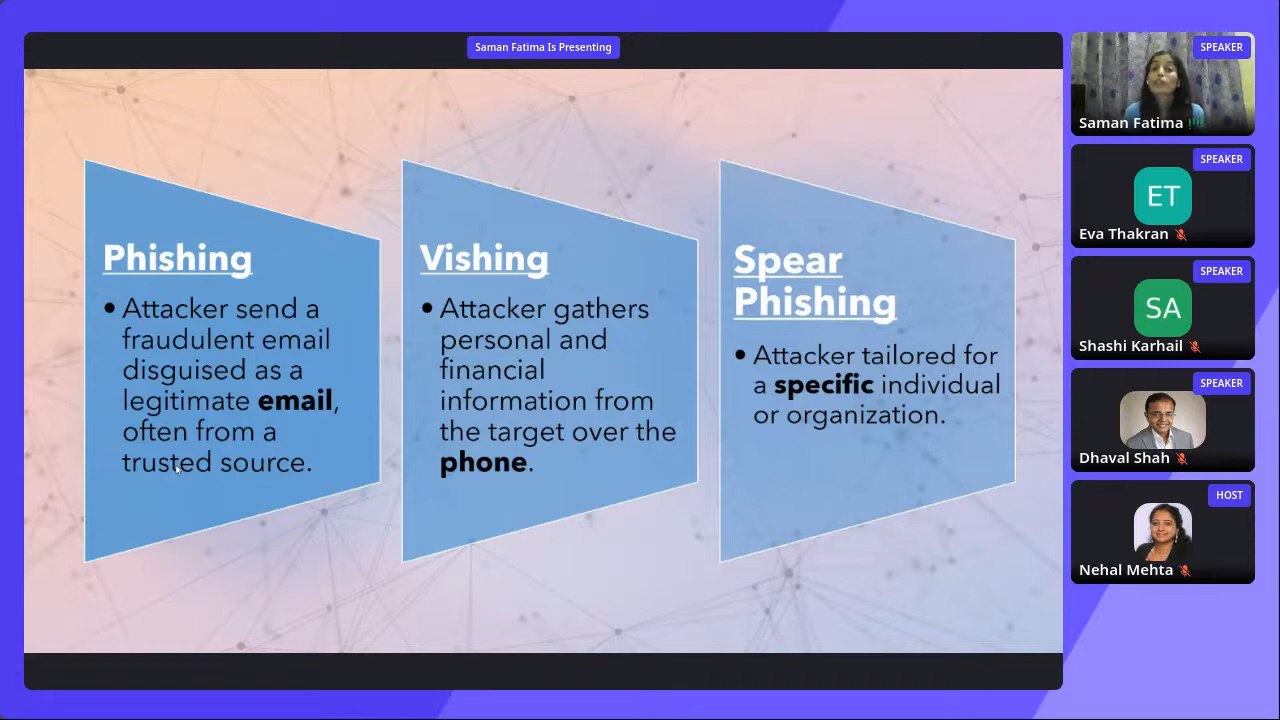 Saman Fatima Is Presenting
Phishing
• Attacker send a
fraudulent email
disguised as a
legitimate email,
often from a
trusted source.
Vishing
• Attacker gathers
personal and
financial
information from
the target over the
phone.
Spear
Phishing
• Attacker tailored for
a specific individual
or organization.
SPEAKER
Saman Fatima
SPEAKER
ET
Eva Thakran
SPEAKER
SA
Shashi Karhail
SPEAKER
Dhaval Shah
HOST
Nehal Mehta